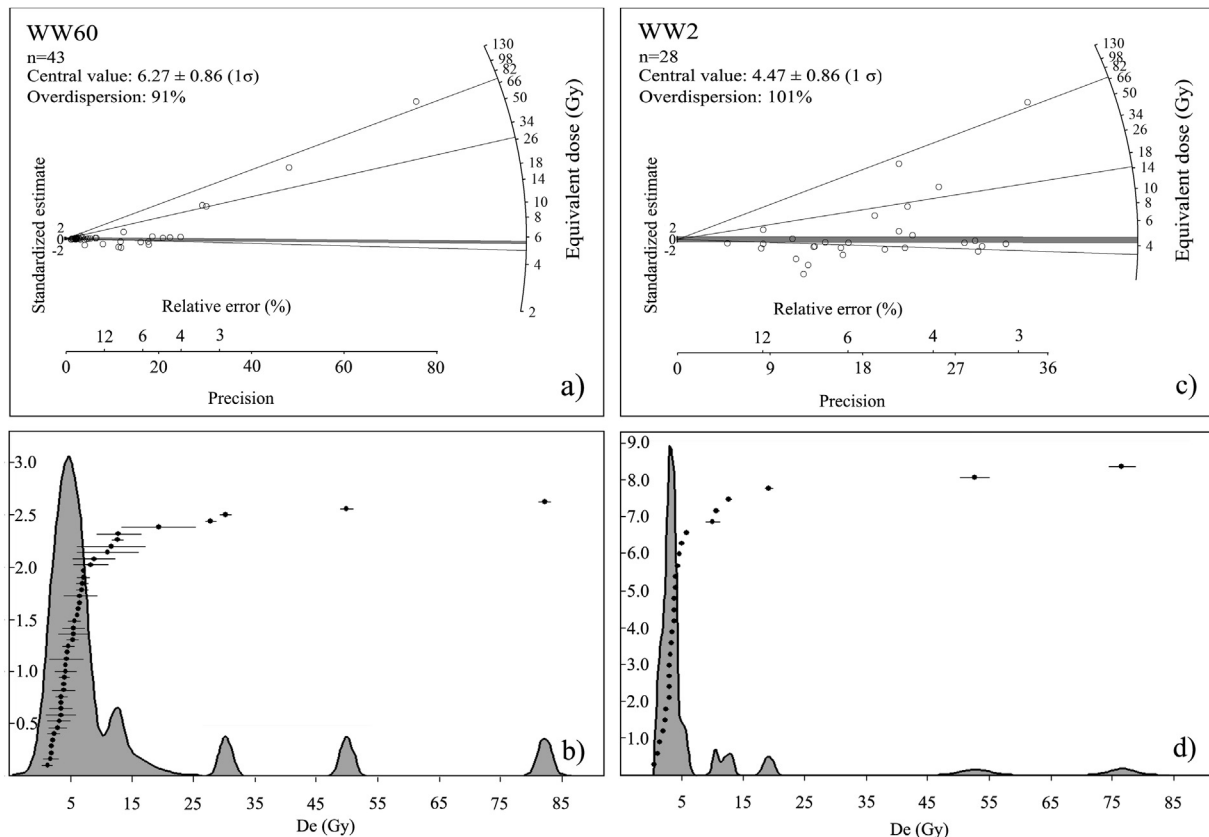 WW60
n=43
Central value: 6.27 ± 0.86 (1σ)
Overdispersion: 91%
Standardized estimate
2
0
-2
130
98
82
66
50
34
26
18
14
10
8
6
4
2
Equivalent dose (Gy)
Relative error (%)
12 6 4 3
0 20 40 60 80
Precision
a)
WW2
n=28
Central value: 4.47 ± 0.86 (1 σ)
Overdispersion: 101%
Standardized estimate
2
0
-2
130
98
82
66
50
34
26
18
14
10
8
6
4
Equivalent dose (Gy)
Relative error (%)
12 6 4 3
0 9 18 27 36
Precision
c)
3.0
2.5
2.0
1.5
1.0
0.5
b)
5 15 25 35 45 55 65 75 85
De (Gy)
9.0
8.0
7.0
6.0
5.0
4.0
3.0
2.0
1.0
d)
5 15 25 35 45 55 65 75 85
De (Gy)